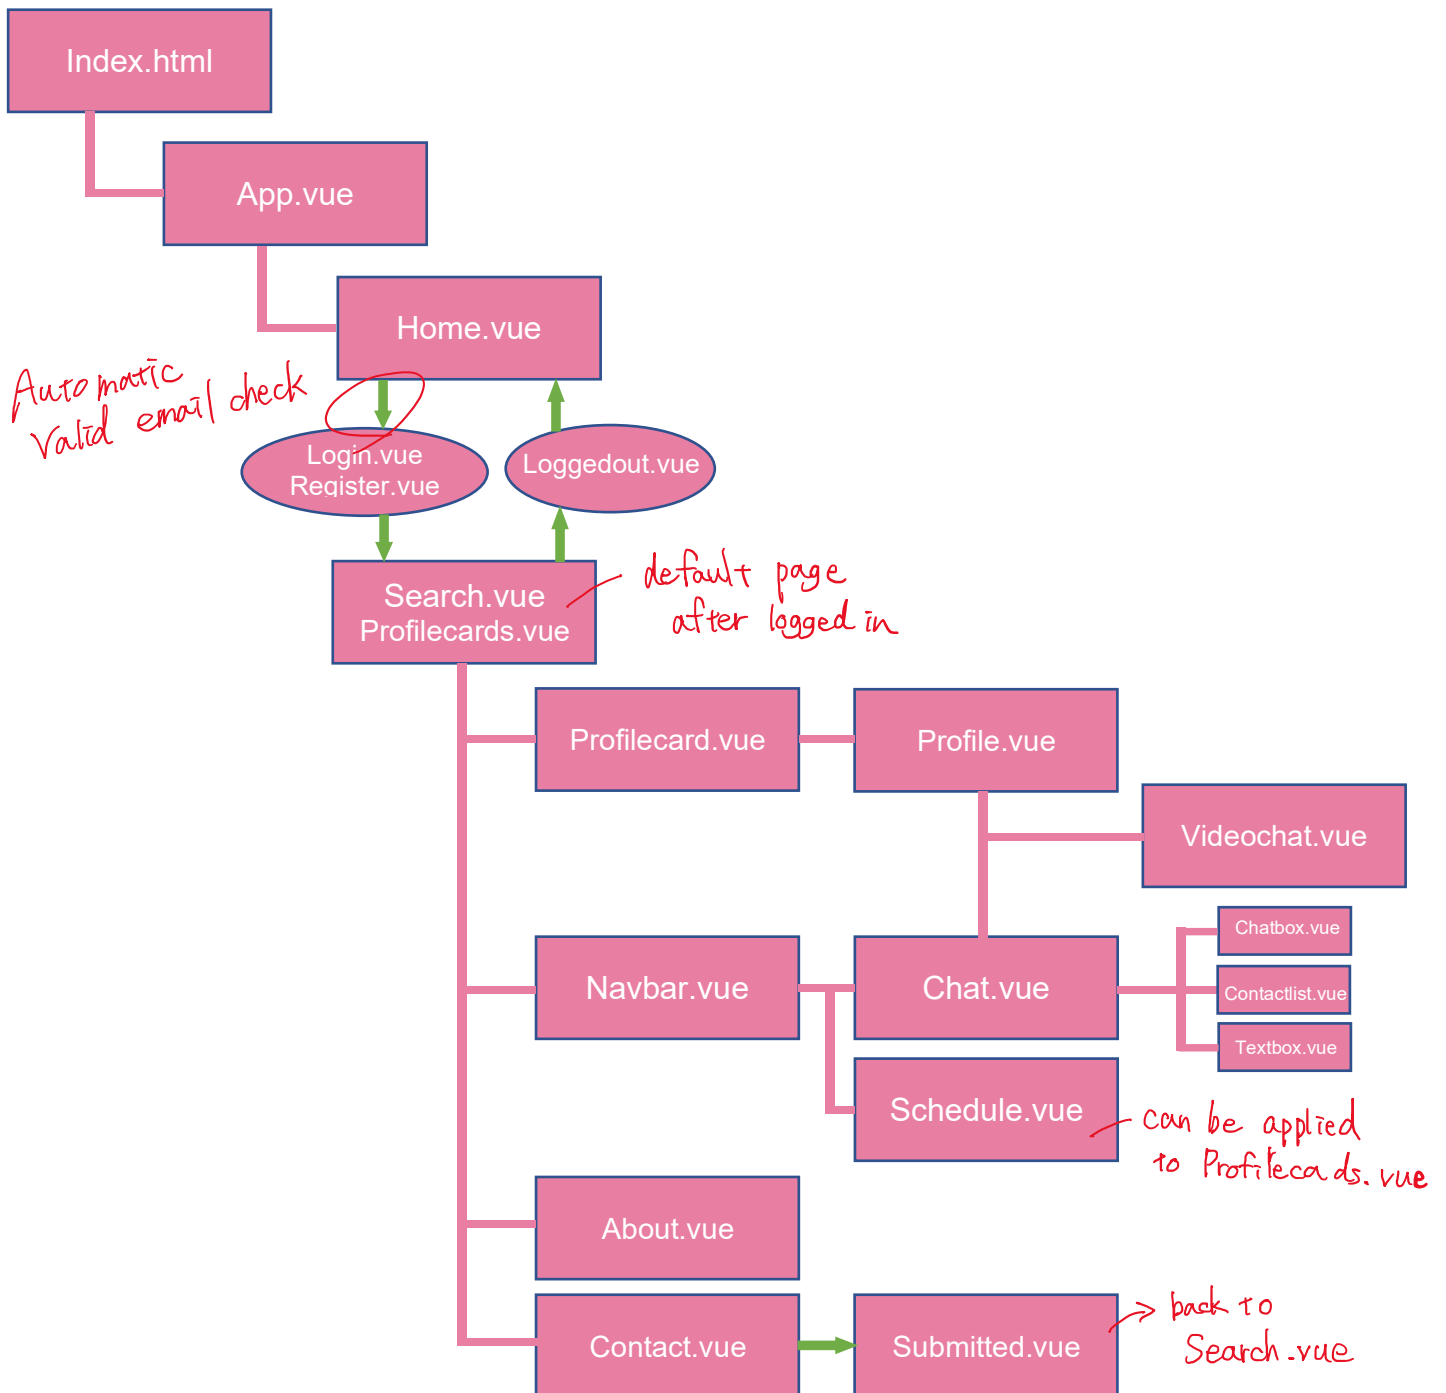 Index.html
App.vue
Home.vue
Automatic
Valid email check
Login.vue
Register.vue
Loggedout.vue
Search.vue
Profilecards.vue
default page
after logged in
Profilecard.vue
Profile.vue
Videochat.vue
Navbar.vue
Chat.vue
Chatbox.vue
Contactlist.vue
Textbox.vue
Schedule.vue
can be applied
to Profilecads.vue
About.vue
Contact.vue
Submitted.vue
back to
Search.vue